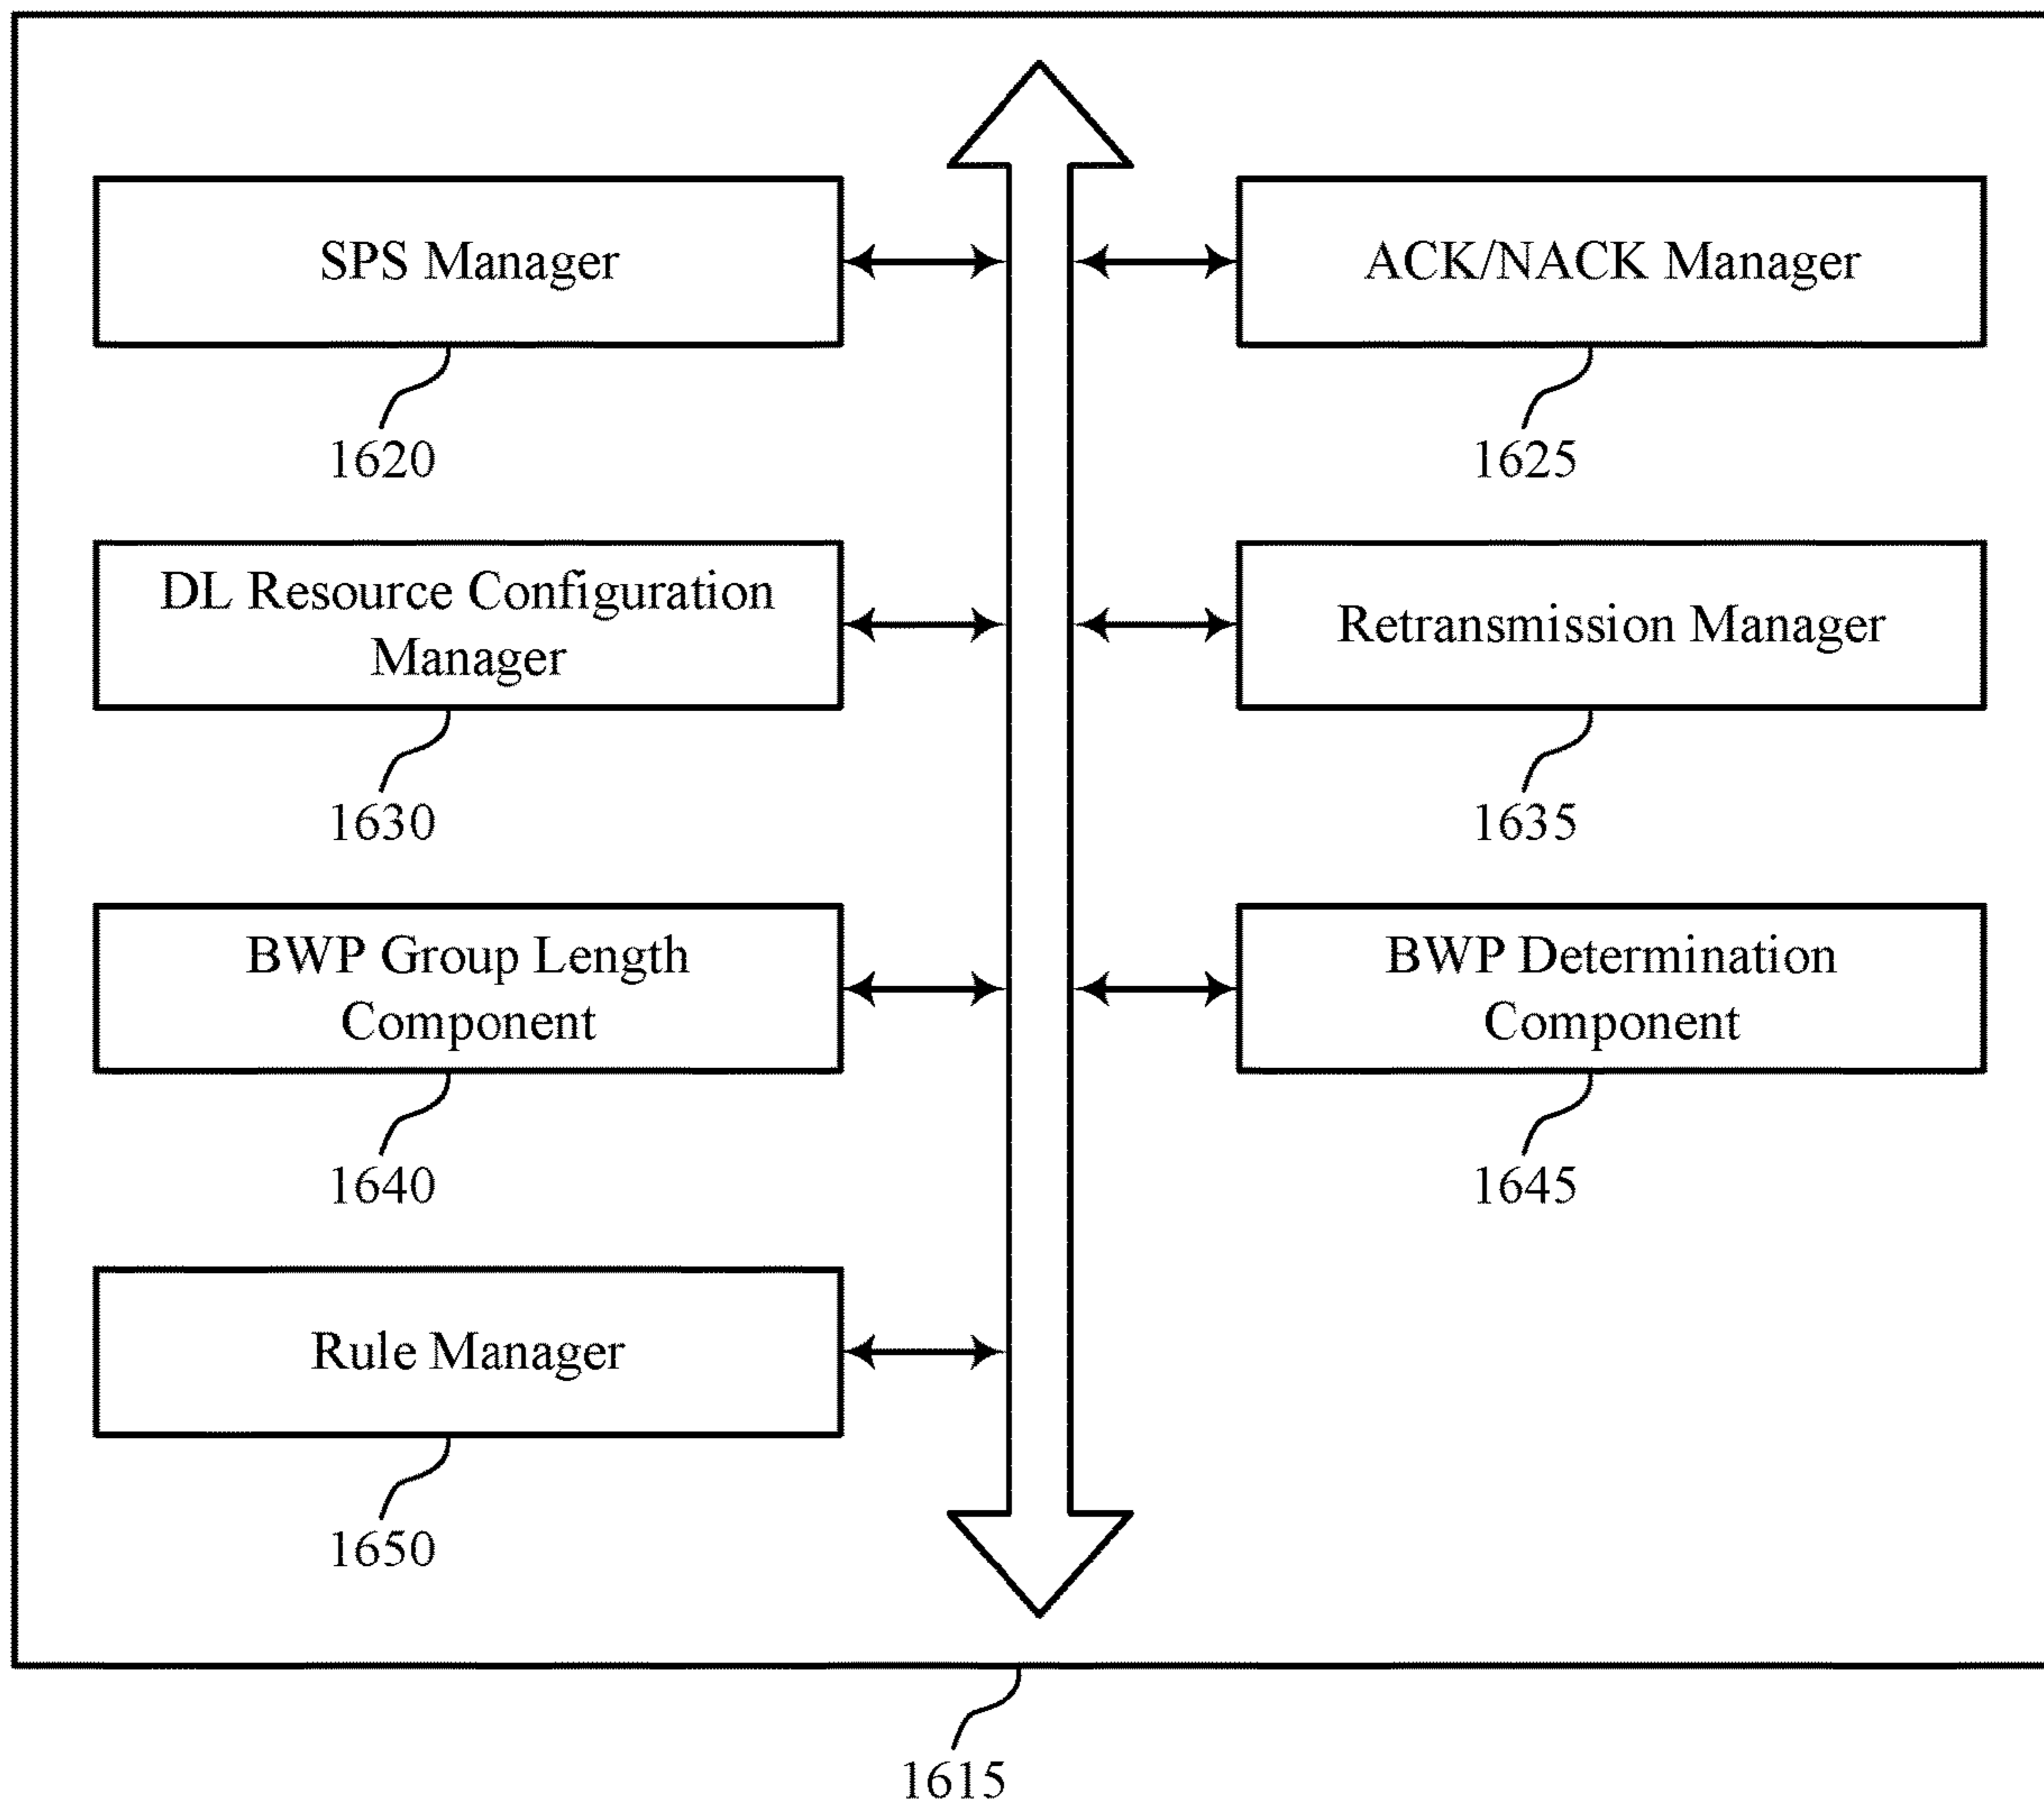 SPS Manager
ACK/NACK Manager
1620
1625
DL Resource Configuration
Manager
Retransmission Manager
1630
1635
BWP Group Length
Component
BWP Determination
Component
1640
1645
Rule Manager
1650
1615